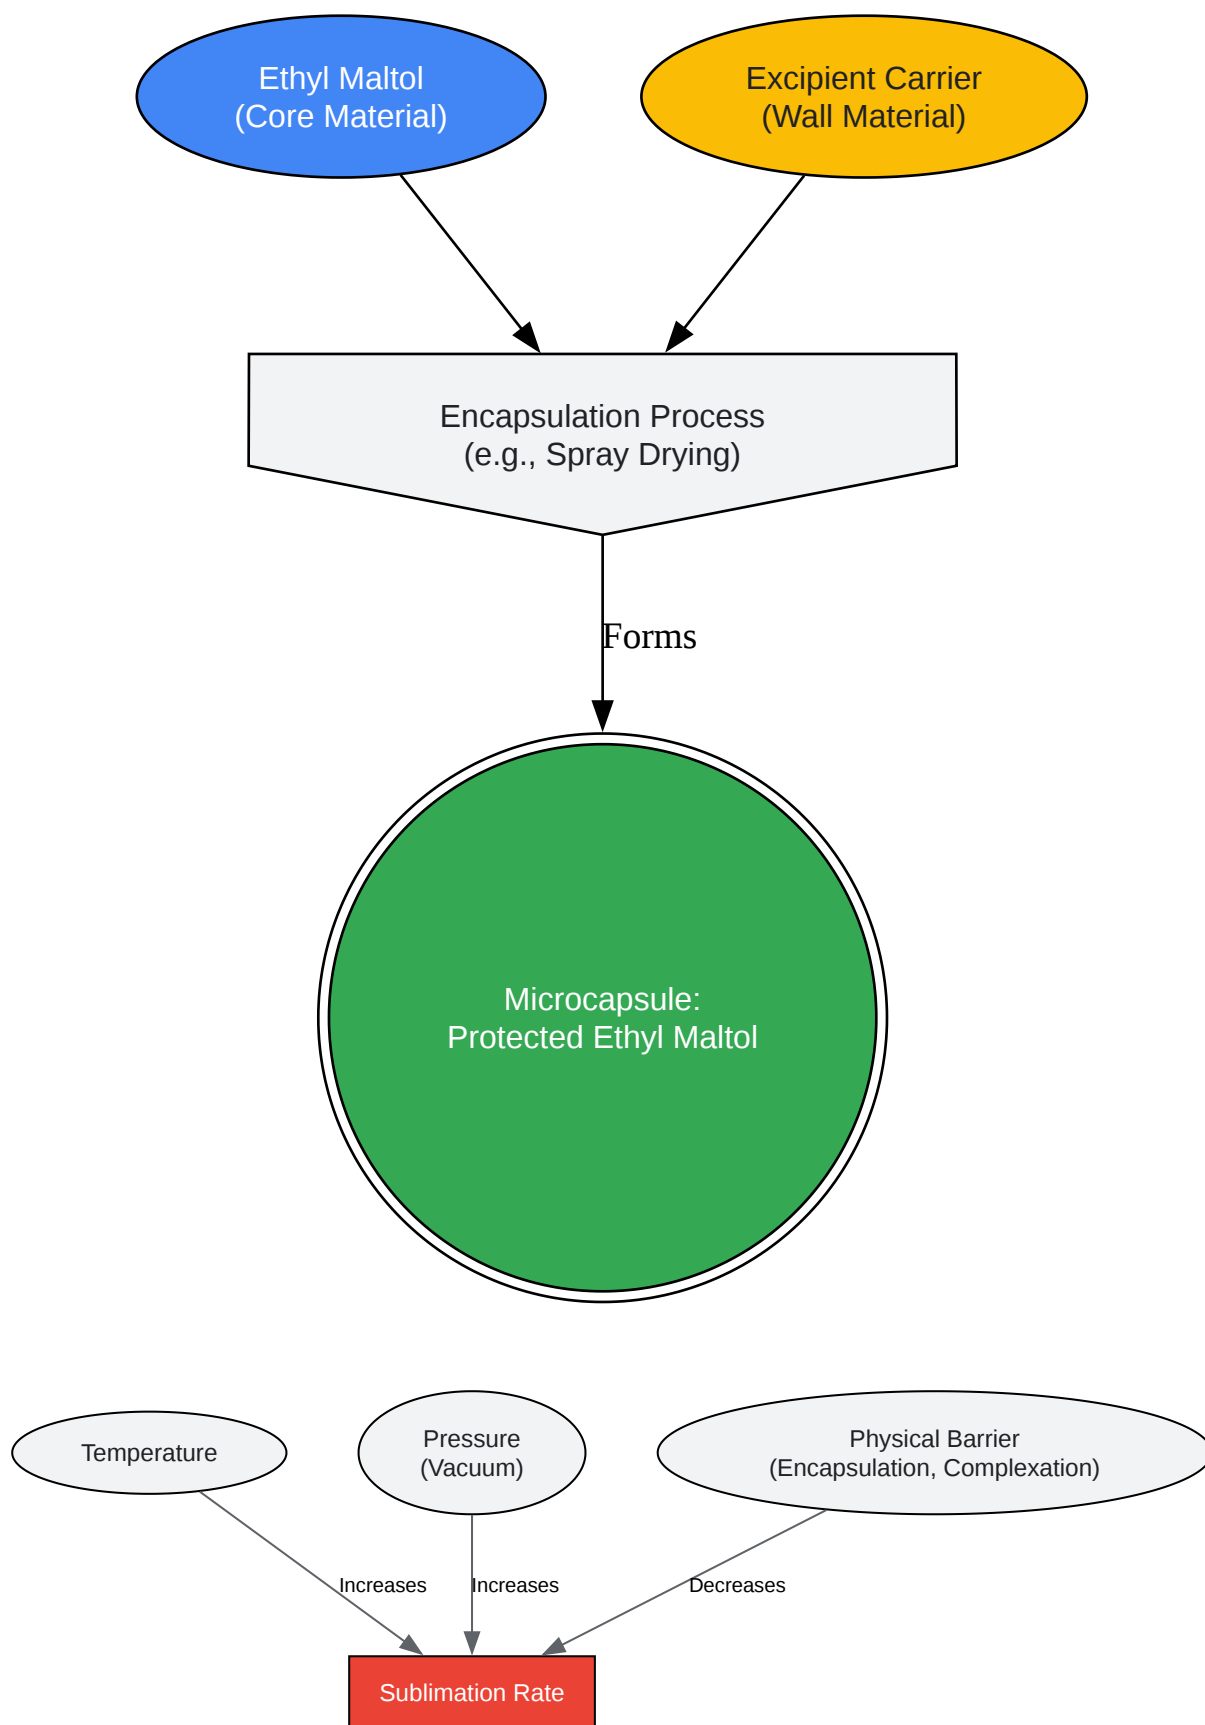 Ethyl Maltol
(Core Material)
Excipient Carrier
(Wall Material)
Encapsulation Process
(e.g., Spray Drying)
Forms
Microcapsule:
Protected Ethyl Maltol
Temperature
Pressure
(Vacuum)
Physical Barrier
(Encapsulation, Complexation)
Increases
Increases
Decreases
Sublimation Rate